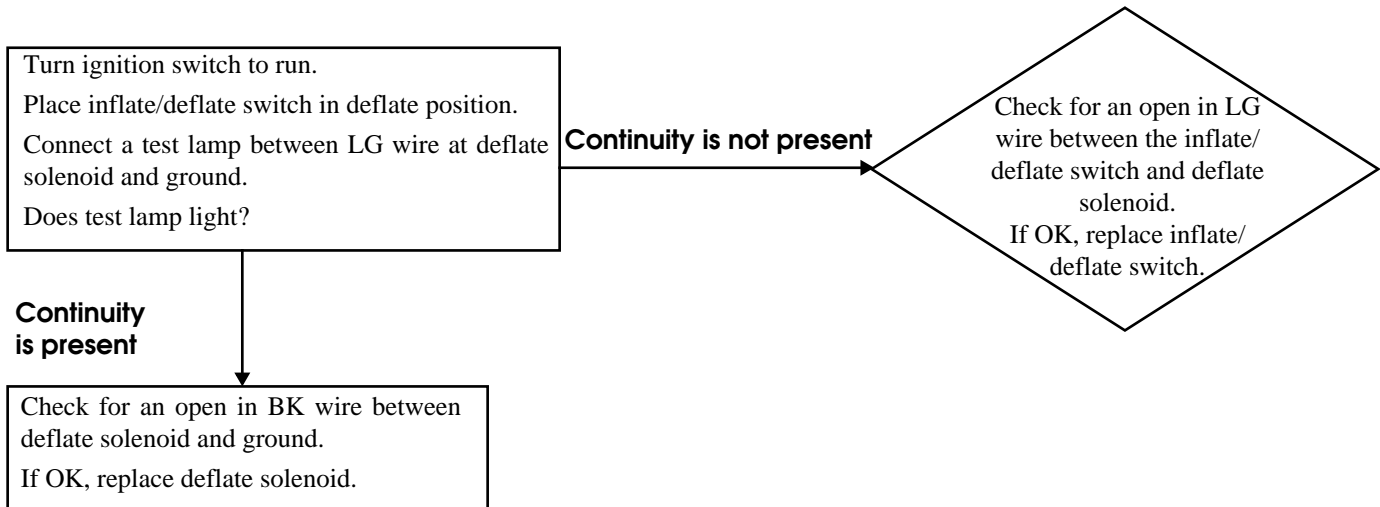 Turn ignition switch to run.
Place inflate/deflate switch in deflate position.
Connect a test lamp between LG wire at deflate
solenoid and ground.
Does test lamp light?
Continuity is not present
Check for an open in LG
wire between the inflate/
deflate switch and deflate
solenoid.
If OK, replace inflate/
deflate switch.
Continuity
is present
Check for an open in BK wire between
deflate solenoid and ground.
If OK, replace deflate solenoid.